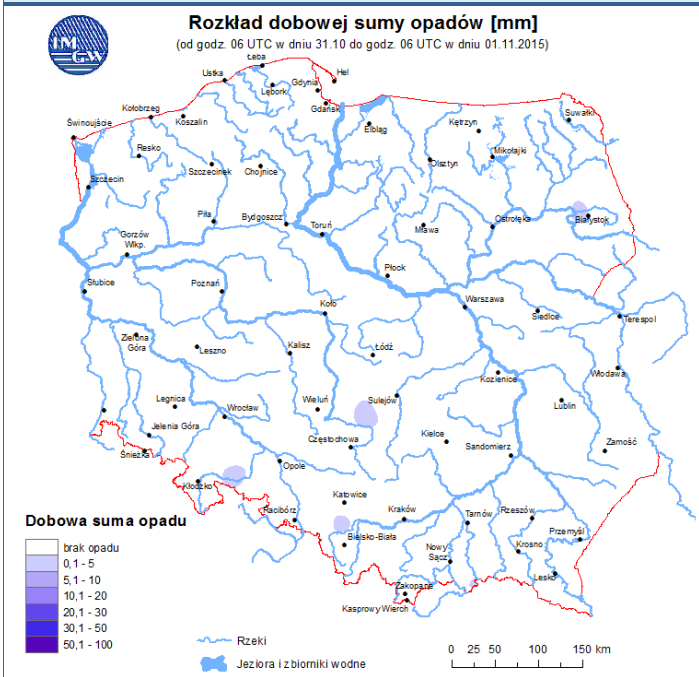 Rozkład dobowej sumy opadów [mm]
(od godz. 06 UTC w dniu 31.10 do godz. 06 UTC w dniu 01.11.2015)
IM
GW
Łeba
Hel
Ustka
Gdynia
Lębork
Gdańsk
Kołobrzeg
Koszalin
Świnoujście
Elbląg
Kętrzyn
Suwałki
Resko
Szczecinek
Chojnice
Olsztyn
Mikołajki
Szczecin
Piła
Bydgoszcz
Toruń
Mława
Ostrołęka
Białystok
Gorzów
Wlkp.
Płock
Słubice
Poznań
Koło
Warszawa
Siedlce
Terespol
Zielona
Góra
Leszno
Kalisz
Łódź
Kozienice
Włodawa
Legnica
Wrocław
Wieluń
Sulejów
Lublin
Jelenia Góra
Śnieżka
Częstochowa
Kielce
Sandomierz
Zamość
Kłodzko
Opole
Racibórz
Katowice
Kraków
Tarnów
Rzeszów
Przemyśl
Bielsko-Biała
Nowy
Sącz
Krosno
Lesko
Zakopane
Kasprowy Wierch
Dobowa suma opadu
brak opadu
0,1 - 5
5,1 - 10
10,1 - 20
20,1 - 30
30,1 - 50
50,1 - 100
Rzeki
Jeziora i zbiorniki wodne
0 25 50 100 150 km